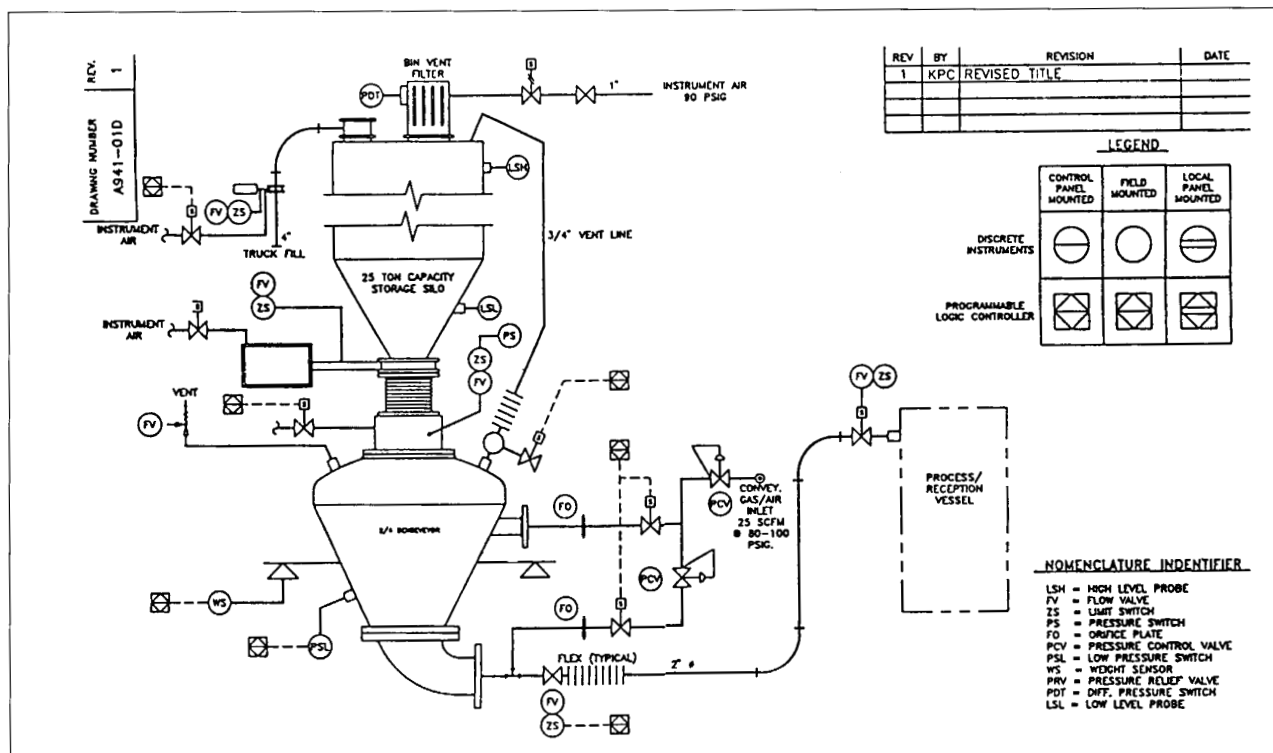 DRAWING NUMBER
A941-01D
REV.
1
REV BY REVISION DATE
1 KPC REVISED TITLE
BIN VENT
FILTER
PDT
1"
INSTRUMENT AIR
90 PSIG
LSH
3/4" VENT LINE
FV
ZS
INSTRUMENT
AIR
4"
TRUCK FILL
25 TON CAPACITY
STORAGE SILO
FV
ZS
LSL
INSTRUMENT
AIR
PS
ZS
FV
VENT
FV
LEGEND
CONTROL
PANEL
MOUNTED
FIELD
MOUNTED
LOCAL
PANEL
MOUNTED
DISCRETE
INSTRUMENTS
PROGRAMMABLE
LOGIC CONTROLLER
FV
ZS
PROCESS/
RECEPTION
VESSEL
PCV
CONVEY.
GAS/AIR
INLET
25 SCFM
@ 80-100
PSIG.
FO
PCV
FO
WS
PSL
FLEX (TYPICAL)
2" ø
FV
ZS
NOMENCLATURE INDENTIFIER
LSH = HIGH LEVEL PROBE
FV = FLOW VALVE
ZS = LIMIT SWITCH
PS = PRESSURE SWITCH
FO = ORIFICE PLATE
PCV = PRESSURE CONTROL VALVE
PSL = LOW PRESSURE SWITCH
WS = WEIGHT SENSOR
PRV = PRESSURE RELIEF VALVE
PDT = DIFF. PRESSURE SWITCH
LSL = LOW LEVEL PROBE